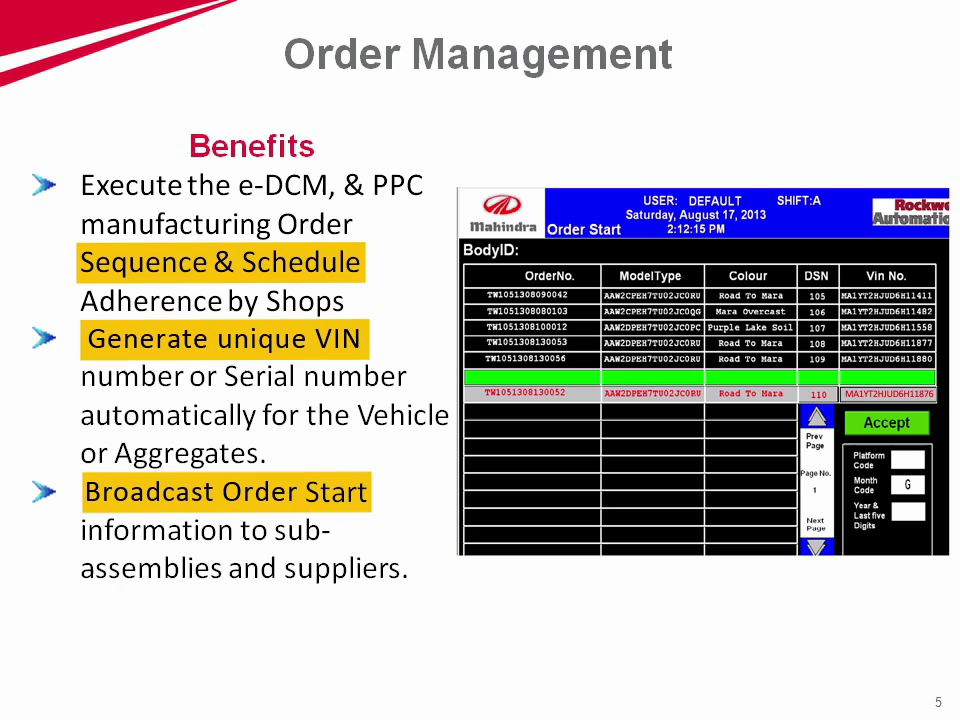 Order Management
Benefits
Execute the e-DCM, & PPC
manufacturing Order
Sequence & Schedule
Adherence by Shops
Generate unique VIN
number or Serial number
automatically for the Vehicle
or Aggregates.
Broadcast Order Start
information to sub-
assemblies and suppliers.
Mahindra
USER: DEFAULT SHIFT:A
Saturday, August 17, 2013
Order Start 2:12:15 PM
Rockwe
Automatio
BodyID:
OrderNo. ModelType Colour DSN Vin No.
TW1051308090042 AAW2CPEH7TU02JC0RU Road To Mara 105 MA1YT2HJUD6H11411
TW1051308080103 AAW2CPEH7TU02JC0QG Mara Overcast 106 MA1YT2HJUD6H11482
TW1051308100012 AAW2DPEH7TU02JC0PC Purple Lake Soil 107 MA1YT2HJUD6H11558
TW1051308130053 AAW2DPEH7TU02JC0RU Road To Mara 108 MA1YT2HJUD6H11877
TW1051308130056 AAW2DPEH7TU02JC0RU Road To Mara 109 MA1YT2HJUD6H11880
TW1051308130052 AAW2DPEH7TU02JC0RU Road To Mara 110 MA1YT2HJUD6H11876
Prev
Page
Page No.
1
Next
Page
Accept
Platform
Code
Month
Code G
Year &
Last five
Digits
5